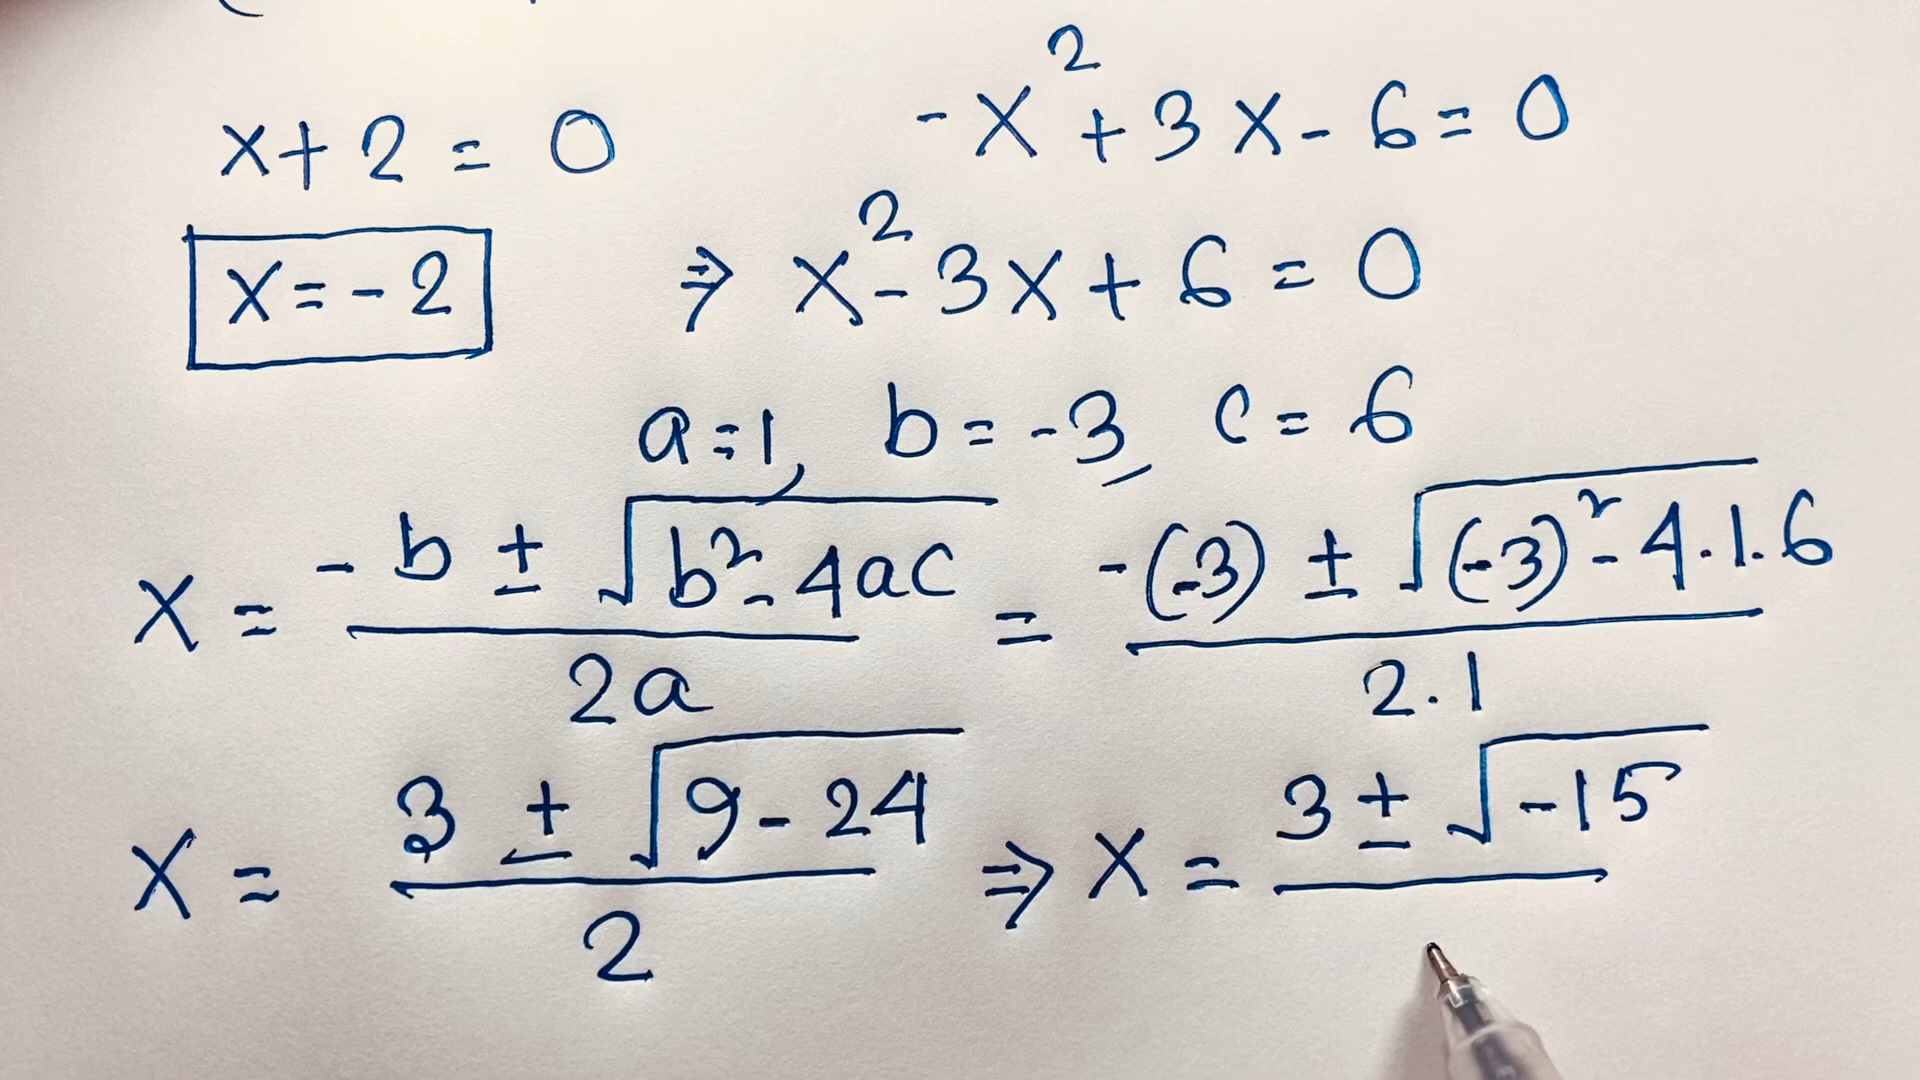 x + 2 = 0
x = - 2
-x² + 3x - 6 = 0
⇒ x² - 3x + 6 = 0
a = 1, b = -3, c = 6
x = (-b ± √(b² - 4ac)) / 2a = (-(-3) ± √((-3)² - 4.1.6)) / 2.1
x = (3 ± √(9 - 24)) / 2 ⇒ x = (3 ± √(-15)) /